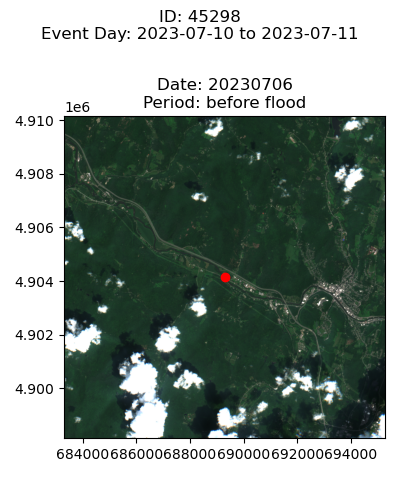 ID: 45298
Event Day: 2023-07-10 to 2023-07-11
Date: 20230706
Period: before flood
1e6
4.910
4.908
4.906
4.904
4.902
4.900
684000 686000 688000 690000 692000 694000